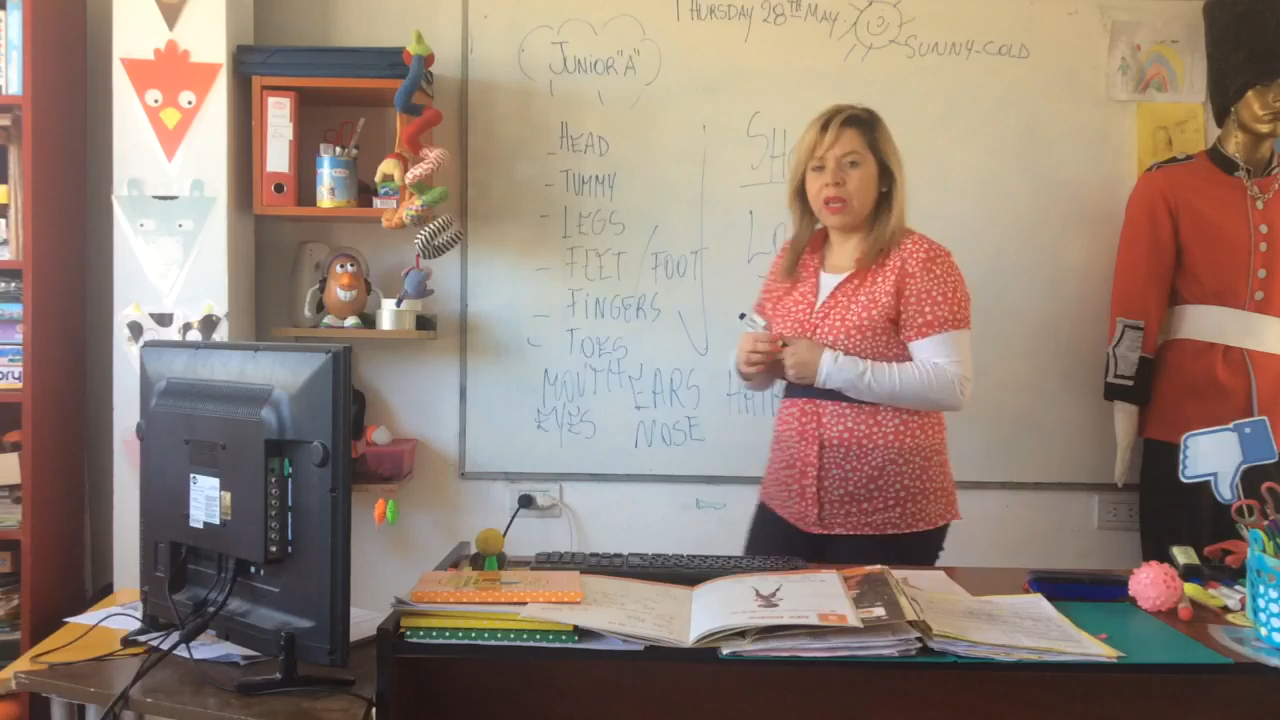 THURSDAY 28TH MAY
SUNNY-COLD
JUNIOR "A"
- HEAD
- TUMMY
- LEGS
- FEET / FOOT
- FINGERS
- TOES
MOUTH EARS
EYES NOSE